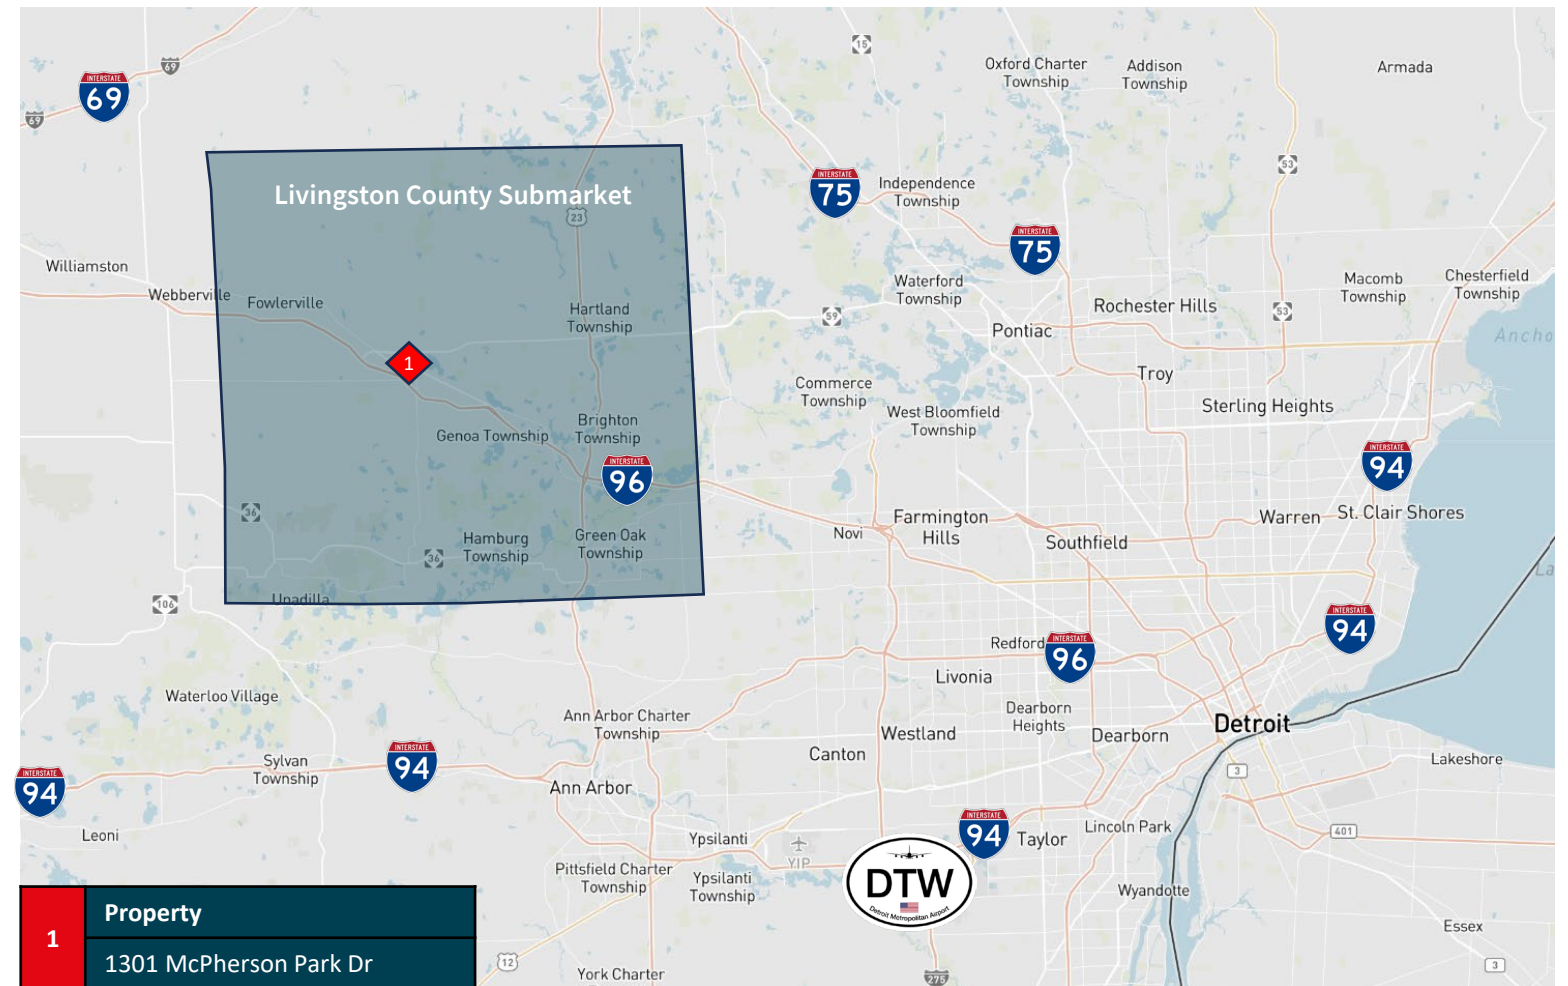 15
Oxford Charter
Township
Addison
Township
Armada
69
INTERSTATE
69
69
53
Livingston County Submarket
23
INTERSTATE
75
Independence
Township
INTERSTATE
75
Williamston
Webberville
Fowlerville
Hartland
Township
Waterford
Township
Rochester Hills
Macomb
Township
Chesterfield
Township
59
53
Pontiac
Ancho
1
Troy
Commerce
Township
West Bloomfield
Township
Sterling Heights
Genoa Township
Brighton
Township
INTERSTATE
96
INTERSTATE
94
36
Hamburg
Township
36
Green Oak
Township
Novi
Farmington
Hills
Southfield
Warren
St. Clair Shores
La
106
Unadilla
INTERSTATE
94
Redford
INTERSTATE
96
Livonia
Waterloo Village
Ann Arbor Charter
Township
Dearborn
Heights
Westland
Dearborn
Detroit
Canton
Sylvan
Township
INTERSTATE
94
INTERSTATE
94
3
Lakeshore
Ann Arbor
Leoni
Ypsilanti
YIP
INTERSTATE
94
Taylor
Lincoln Park
401
Pittsfield Charter
Township
Ypsilanti
Township
DTW
Detroit Metropolitan Airport
Wyandotte
Essex
1
Property
1301 McPherson Park Dr
12
York Charter
275
3